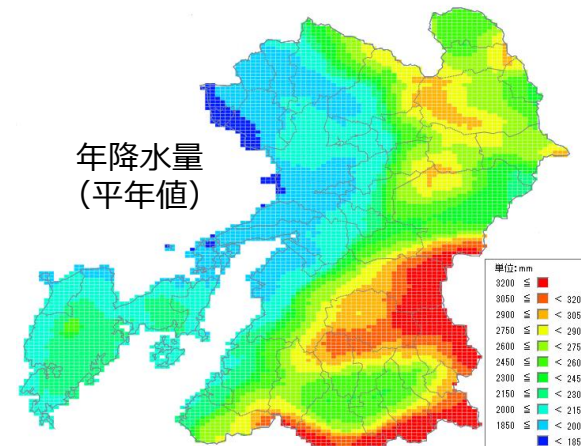 年降水量
(平年値)
単位:mm
3200 ≦
3050 ≦ < 320
2900 ≦ < 305
2750 ≦ < 290
2600 ≦ < 275
2450 ≦ < 260
2300 ≦ < 245
2150 ≦ < 230
2000 ≦ < 215
1850 ≦ < 200
< 185